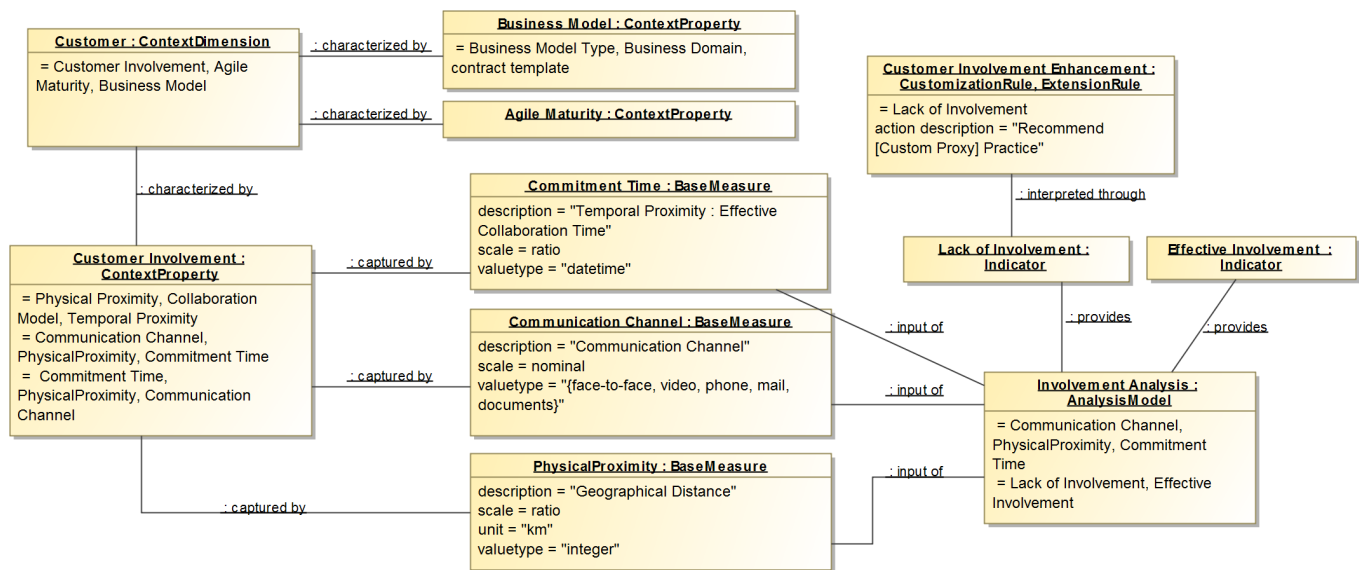 Customer : ContextDimension
= Customer Involvement, Agile
Maturity, Business Model
: characterized by
Business Model : ContextProperty
= Business Model Type, Business Domain,
contract template
: characterized by
Agile Maturity : ContextProperty
Customer Involvement Enhancement :
CustomizationRule, ExtensionRule
= Lack of Involvement
action description = "Recommend
[Custom Proxy] Practice"
: characterized by
Commitment Time : BaseMeasure
description = "Temporal Proximity : Effective
Collaboration Time"
scale = ratio
valuetype = "datetime"
: interpreted through
Lack of Involvement :
Indicator
Effective Involvement :
Indicator
Customer Involvement :
ContextProperty
= Physical Proximity, Collaboration
Model, Temporal Proximity
= Communication Channel,
PhysicalProximity, Commitment Time
= Commitment Time,
PhysicalProximity, Communication
Channel
: captured by
Communication Channel : BaseMeasure
description = "Communication Channel"
scale = nominal
valuetype = "{face-to-face, video, phone, mail,
documents}"
: captured by
: input of
: provides
: provides
: input of
Involvement Analysis :
AnalysisModel
= Communication Channel,
PhysicalProximity, Commitment
Time
= Lack of Involvement, Effective
Involvement
PhysicalProximity : BaseMeasure
description = "Geographical Distance"
scale = ratio
unit = "km"
valuetype = "integer"
: captured by
: input of